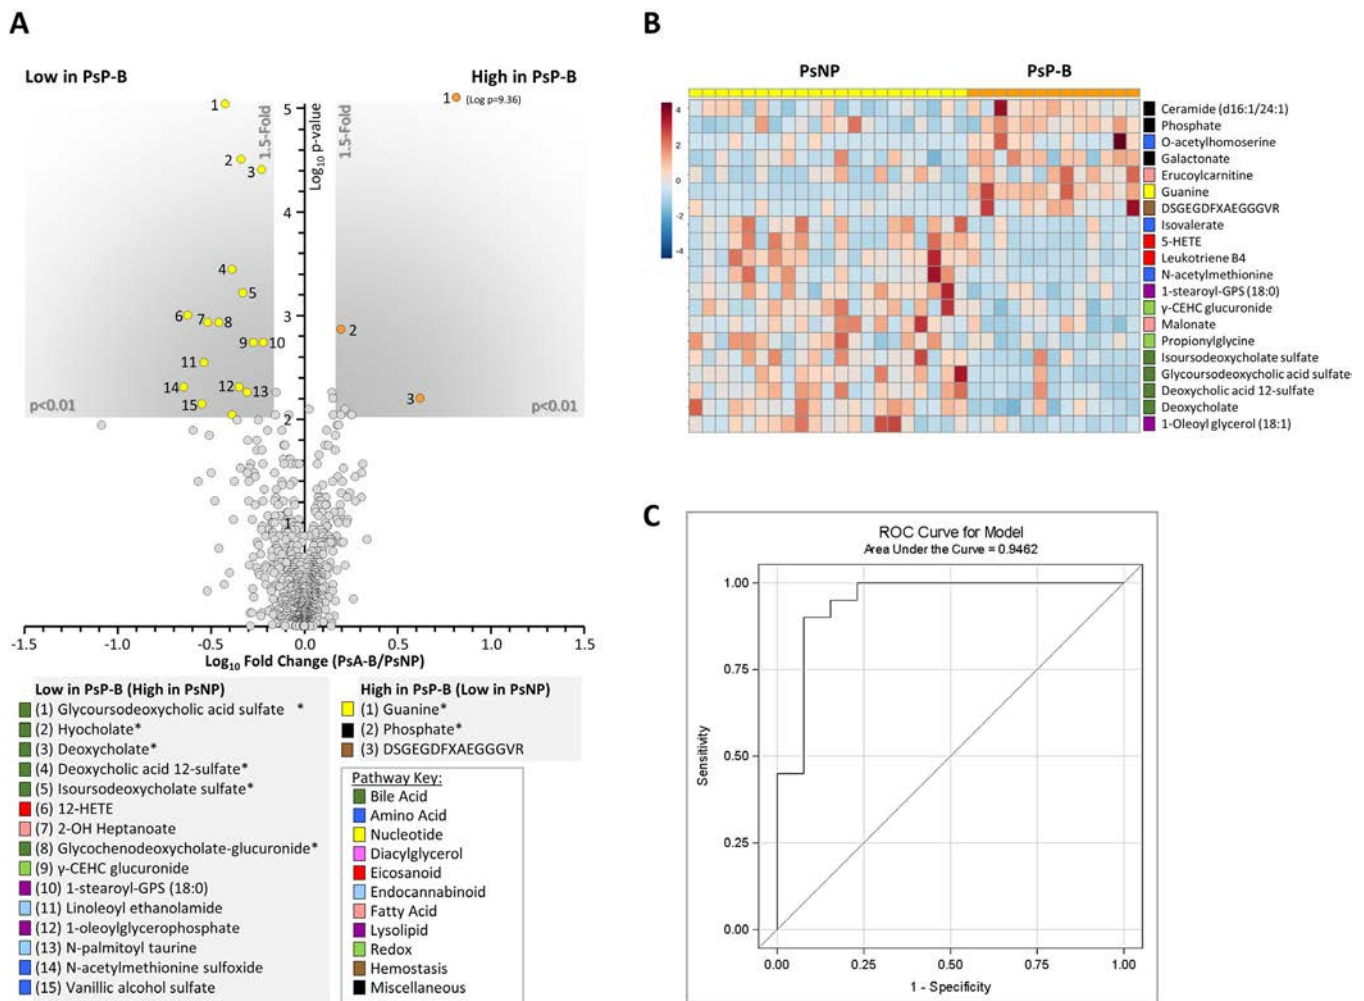 A
Low in PsP-B
High in PsP-B
1
1 (Log p=9.36)
5
1.5-Fold
1.5-Fold
Log10 p-value
2
3
4
4
5
6
7
8
3
2
9
10
11
14
12
13
15
3
p<0.01
p<0.01
2
1
-1.5
-1.0
-0.5
0.0
0.5
1.0
1.5
Log10 Fold Change (PsA-B/PsNP)
Low in PsP-B (High in PsNP)
(1) Glycoursodeoxycholic acid sulfate *
(2) Hyocholate*
(3) Deoxycholate*
(4) Deoxycholic acid 12-sulfate*
(5) Isoursodeoxycholate sulfate*
(6) 12-HETE
(7) 2-OH Heptanoate
(8) Glycochenodeoxycholate-glucuronide*
(9) γ-CEHC glucuronide
(10) 1-stearoyl-GPS (18:0)
(11) Linoleoyl ethanolamide
(12) 1-oleoylglycerophosphate
(13) N-palmitoyl taurine
(14) N-acetylmethionine sulfoxide
(15) Vanillic alcohol sulfate
High in PsP-B (Low in PsNP)
(1) Guanine*
(2) Phosphate*
(3) DSGEGDFXAEGGGVR
Pathway Key:
Bile Acid
Amino Acid
Nucleotide
Diacylglycerol
Eicosanoid
Endocannabinoid
Fatty Acid
Lysolipid
Redox
Hemostasis
Miscellaneous
B
PsNP
PsP-B
4
2
0
-2
-4
Ceramide (d16:1/24:1)
Phosphate
O-acetylhomoserine
Galactonate
Erucoylcarnitine
Guanine
DSGEGDFXAEGGGVR
Isovalerate
5-HETE
Leukotriene B4
N-acetylmethionine
1-stearoyl-GPS (18:0)
γ-CEHC glucuronide
Malonate
Propionylglycine
Isoursodeoxycholate sulfate
Glycoursodeoxycholic acid sulfate
Deoxycholic acid 12-sulfate
Deoxycholate
1-Oleoyl glycerol (18:1)
C
ROC Curve for Model
Area Under the Curve = 0.9462
1.00
0.75
0.50
0.25
0.00
Sensitivity
0.00
0.25
0.50
0.75
1.00
1 - Specificity